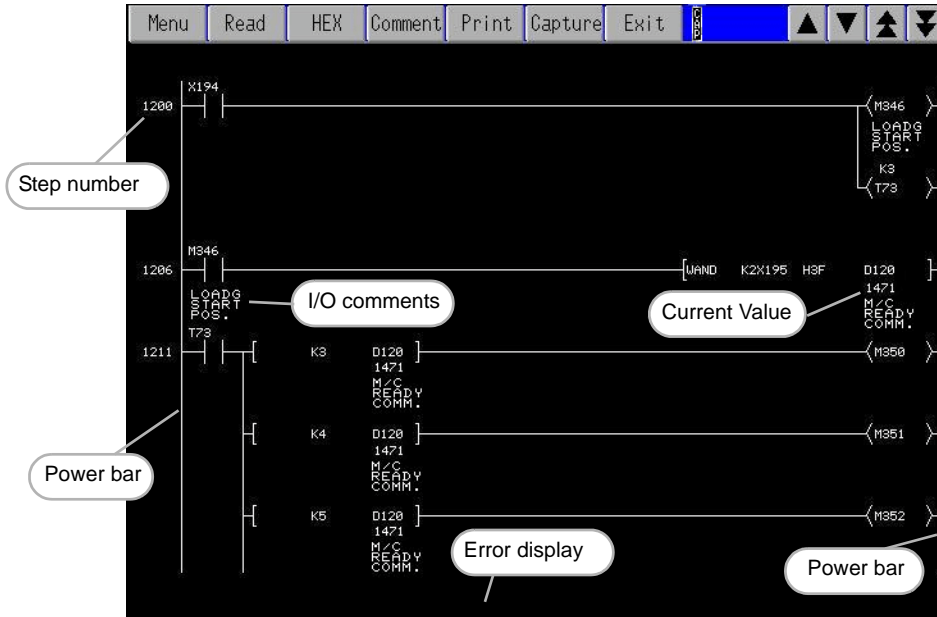 Menu Read HEX Comment Print Capture Exit CAP
X194
1200 M346
LOADG
START
POS.
K3
T73
Step number
M346
1206 WAND K2X195 H3F D120
1471
M/C
READY
COMM.
LOADG
START
POS.
I/O comments
Current Value
T73
1211 K3 D120 M350
1471
M/C
READY
COMM.
K4 D120 M351
1471
M/C
READY
COMM.
Power bar
K5 D120 M352
1471
M/C
READY
COMM.
Error display
Power bar